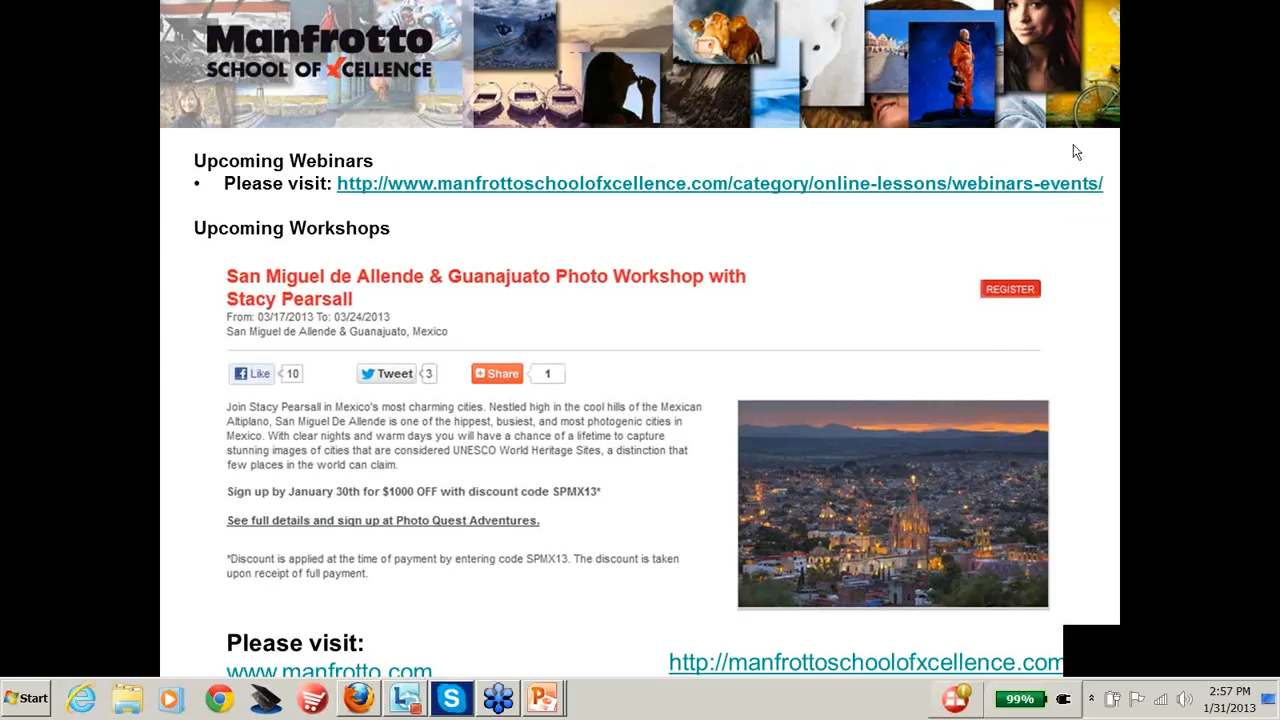 Manfrotto
SCHOOL OF XCELLENCE
Upcoming Webinars
• Please visit: http://www.manfrottoschoolofxcellence.com/category/online-lessons/webinars-events/
Upcoming Workshops
San Miguel de Allende & Guanajuato Photo Workshop with
Stacy Pearsall
REGISTER
From: 03/17/2013 To: 03/24/2013
San Miguel de Allende & Guanajuato, Mexico
Like 10 Tweet 3 Share 1
Join Stacy Pearsall in Mexico's most charming cities. Nestled high in the cool hills of the Mexican
Altiplano, San Miguel De Allende is one of the hippest, busiest, and most photogenic cities in
Mexico. With clear nights and warm days you will have a chance of a lifetime to capture
stunning images of cities that are considered UNESCO World Heritage Sites, a distinction that
few places in the world can claim.
Sign up by January 30th for $1000 OFF with discount code SPMX13*
See full details and sign up at Photo Quest Adventures.
*Discount is applied at the time of payment by entering code SPMX13. The discount is taken
upon receipt of full payment.
Please visit:
www.manfrotto.com
http://manfrottoschoolofxcellence.com
Start
99%
2:57 PM
1/31/2013